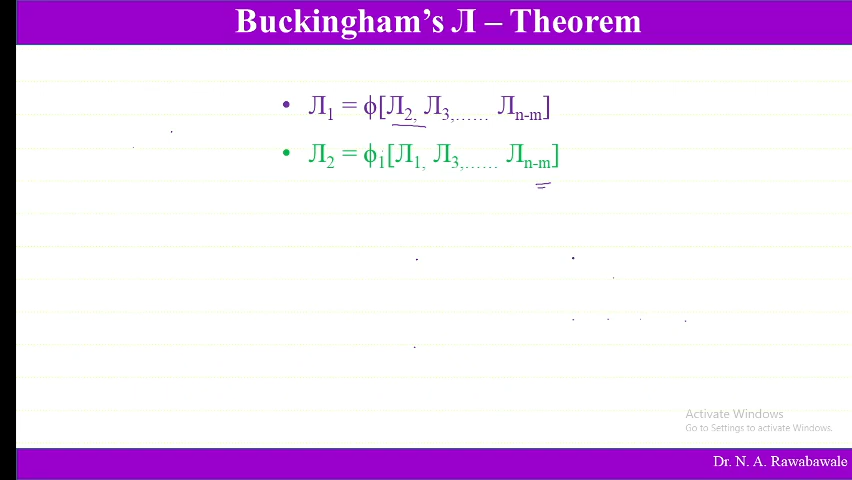 Buckingham's Л – Theorem
• Л₁ = ϕ[Л₂, Л₃,...... Лₙ₋ₘ]
• Л₂ = ϕ₁[Л₁, Л₃,...... Лₙ₋ₘ]
Activate Windows
Go to Settings to activate Windows.
Dr. N. A. Rawabawale